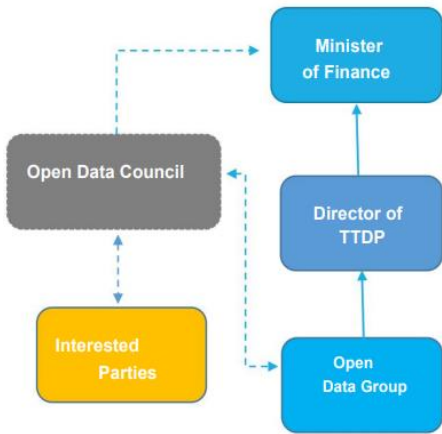 Minister
of Finance
Open Data Council
Director of
TTDP
Interested
Parties
Open
Data Group